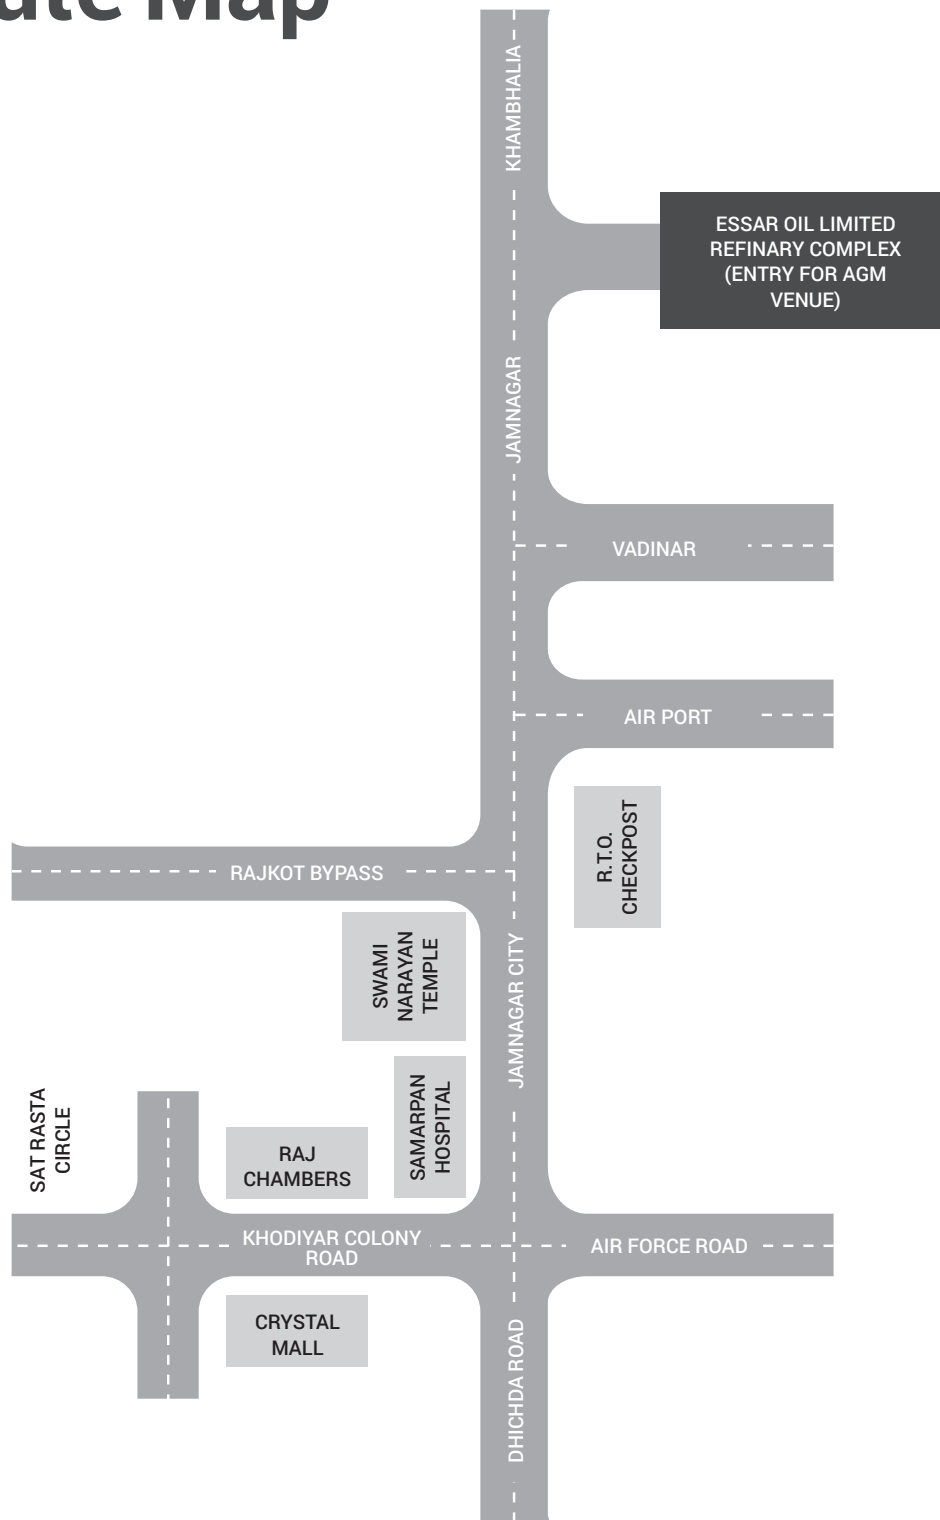 Map
KHAMBHALIA
ESSAR OIL LIMITED
REFINARY COMPLEX
(ENTRY FOR AGM
VENUE)
JAMNAGAR
VADINAR
AIR PORT
R.T.O.
CHECKPOST
RAJKOT BYPASS
SWAMI
NARAYAN
TEMPLE
JAMNAGAR CITY
SAMARPAN
HOSPITAL
SAT RASTA
CIRCLE
RAJ
CHAMBERS
KHODIYAR COLONY
ROAD
AIR FORCE ROAD
CRYSTAL
MALL
DHICHDA ROAD